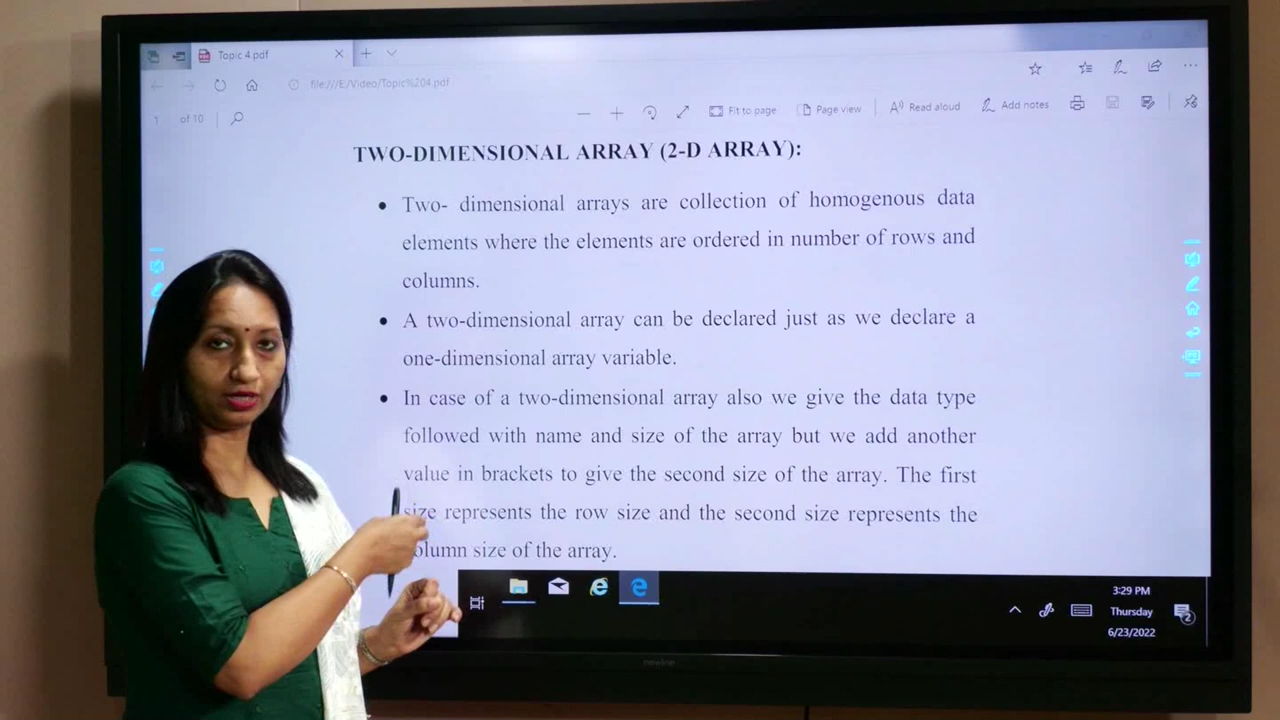 Topic 4.pdf
file:///E:/Video/Topic%204.pdf
1 of 10
Fit to page
Page view
Read aloud
Add notes
TWO-DIMENSIONAL ARRAY (2-D ARRAY):
• Two- dimensional arrays are collection of homogenous data
elements where the elements are ordered in number of rows and
columns.
• A two-dimensional array can be declared just as we declare a
one-dimensional array variable.
• In case of a two-dimensional array also we give the data type
followed with name and size of the array but we add another
value in brackets to give the second size of the array. The first
size represents the row size and the second size represents the
column size of the array.
3:29 PM
Thursday
6/23/2022
2
newline